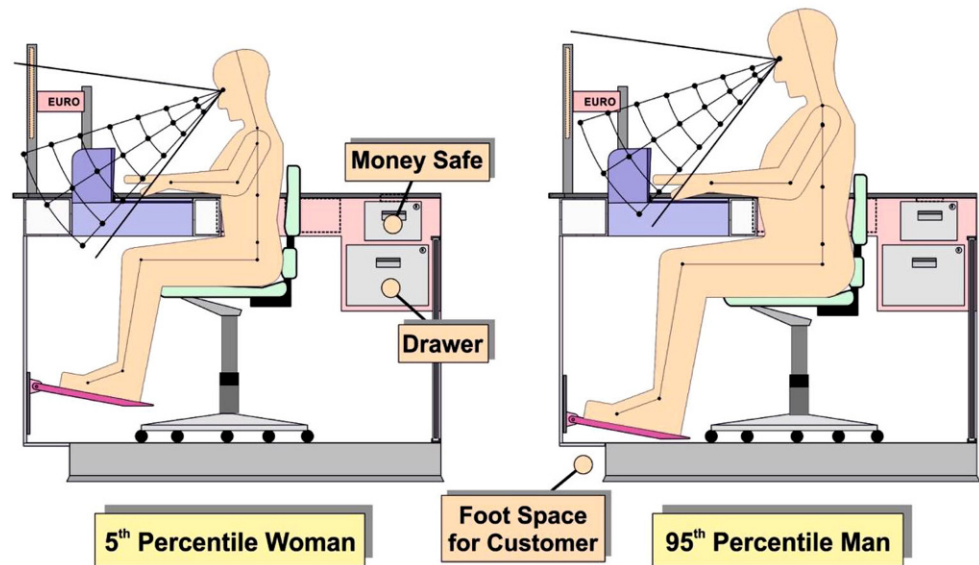 EURO
EURO
Money Safe
Drawer
Foot Space
for Customer
5th Percentile Woman
95th Percentile Man